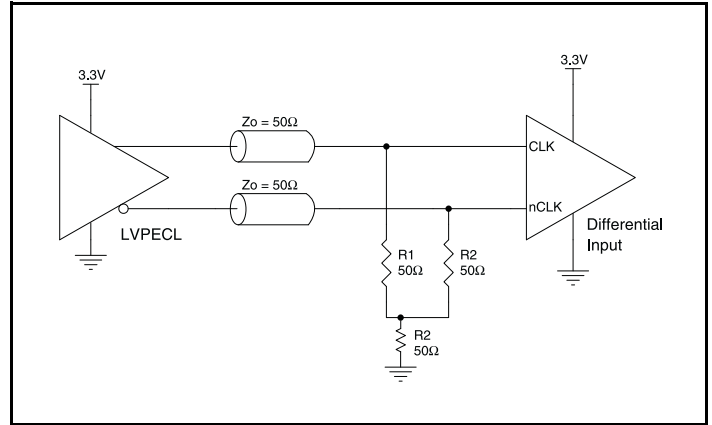 3.3V
3.3V
Zo = 50Ω
CLK
Zo = 50Ω
nCLK
LVPECL
Differential
Input
R1
50Ω
R2
50Ω
R2
50Ω